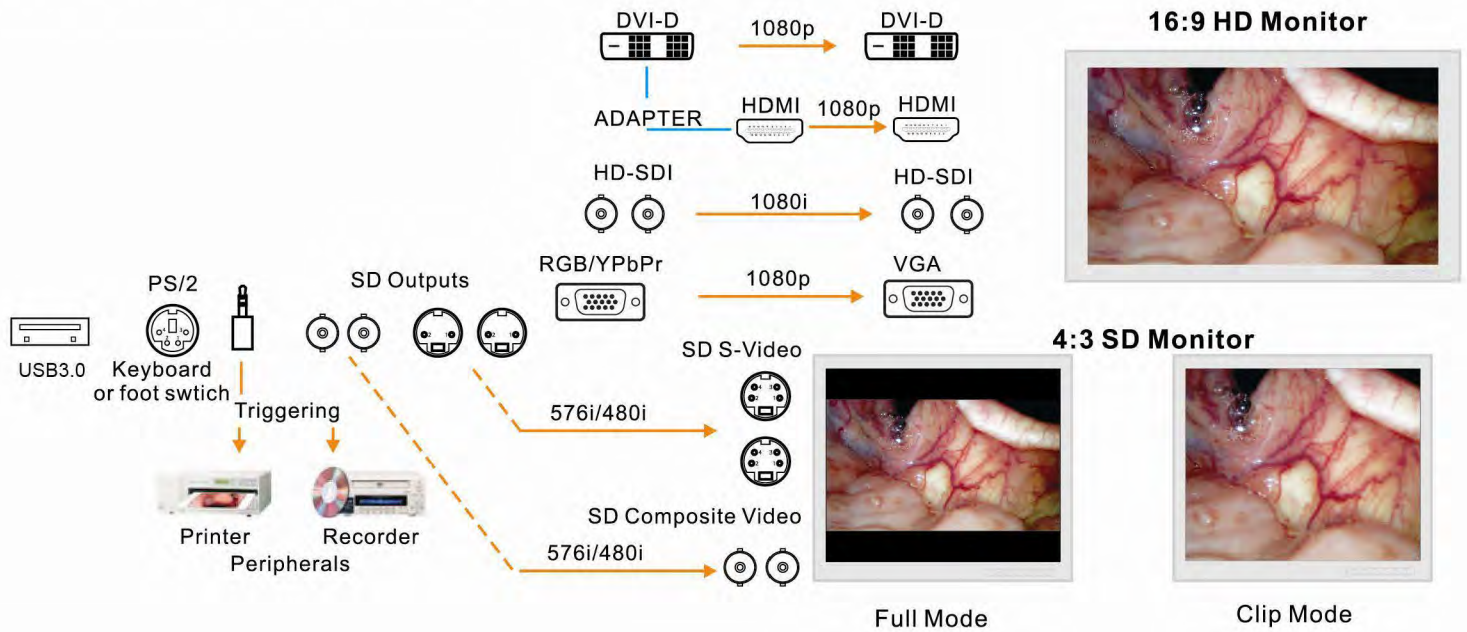 DVI-D
1080p
DVI-D
16:9 HD Monitor
ADAPTER
HDMI
1080p
HDMI
HD-SDI
1080i
HD-SDI
RGB/YPbPr
1080p
VGA
PS/2
SD Outputs
USB3.0
Keyboard
or foot swtich
Triggering
Printer
Recorder
Peripherals
4:3 SD Monitor
SD S-Video
576i/480i
SD Composite Video
576i/480i
Full Mode
Clip Mode